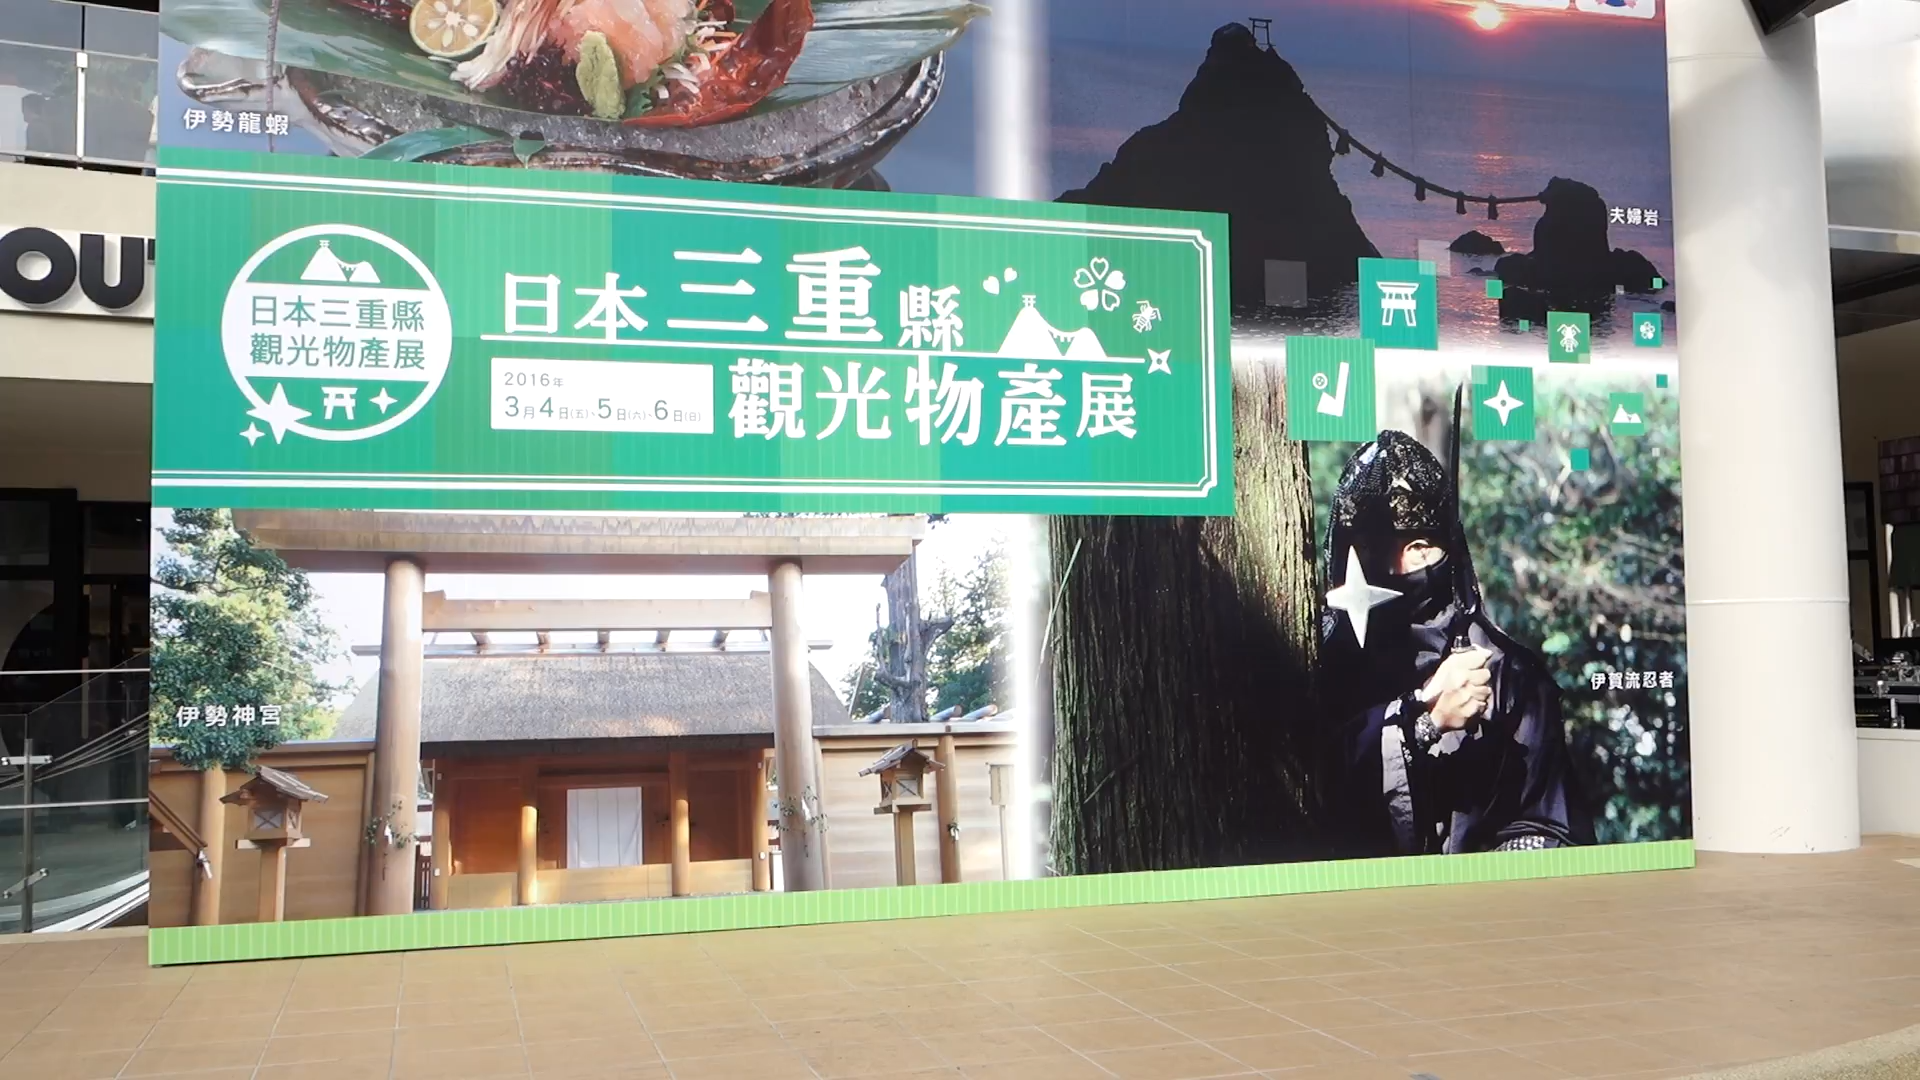 伊勢龍蝦
夫婦岩
OU
日本三重縣
觀光物產展
日本三重縣
觀光物產展
2016年
3月4日(五)、5日(六)、6日(日)
伊勢神宮
伊賀流忍者